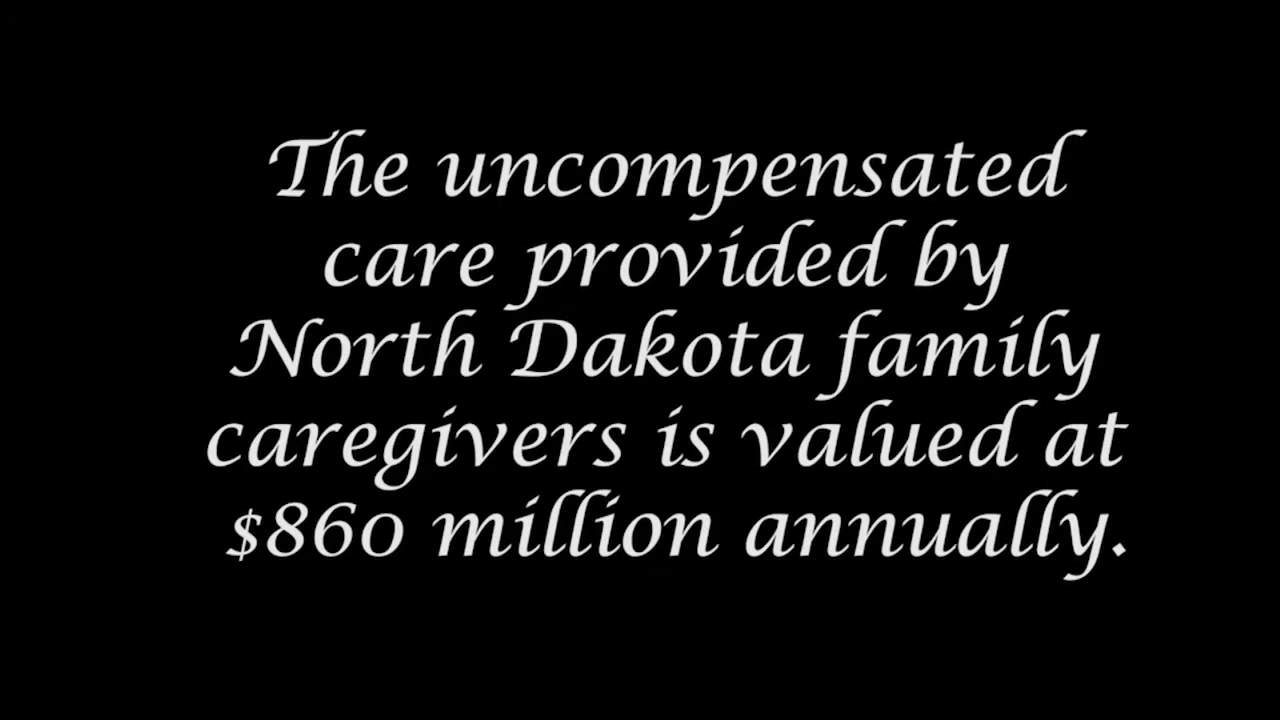 The uncompensated
care provided by
North Dakota family
caregivers is valued at
$860 million annually.